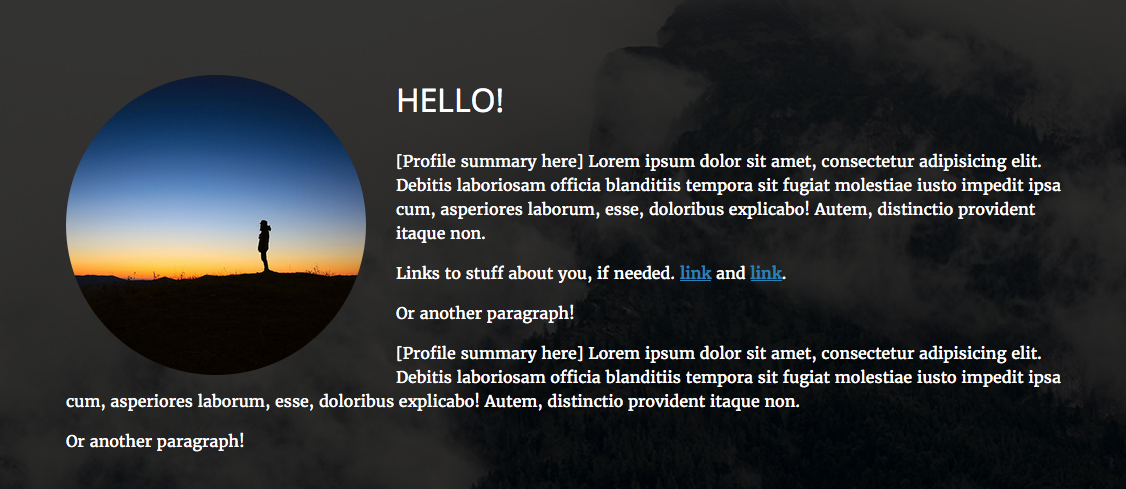 HELLO!
[Profile summary here] Lorem ipsum dolor sit amet, consectetur adipisicing elit.
Debitis laboriosam officia blanditiis tempora sit fugiat molestiae iusto impedit ipsa
cum, asperiores laborum, esse, doloribus explicabo! Autem, distinctio provident
itaque non.
Links to stuff about you, if needed. link and link.
Or another paragraph!
[Profile summary here] Lorem ipsum dolor sit amet, consectetur adipisicing elit.
Debitis laboriosam officia blanditiis tempora sit fugiat molestiae iusto impedit ipsa
cum, asperiores laborum, esse, doloribus explicabo! Autem, distinctio provident itaque non.
Or another paragraph!